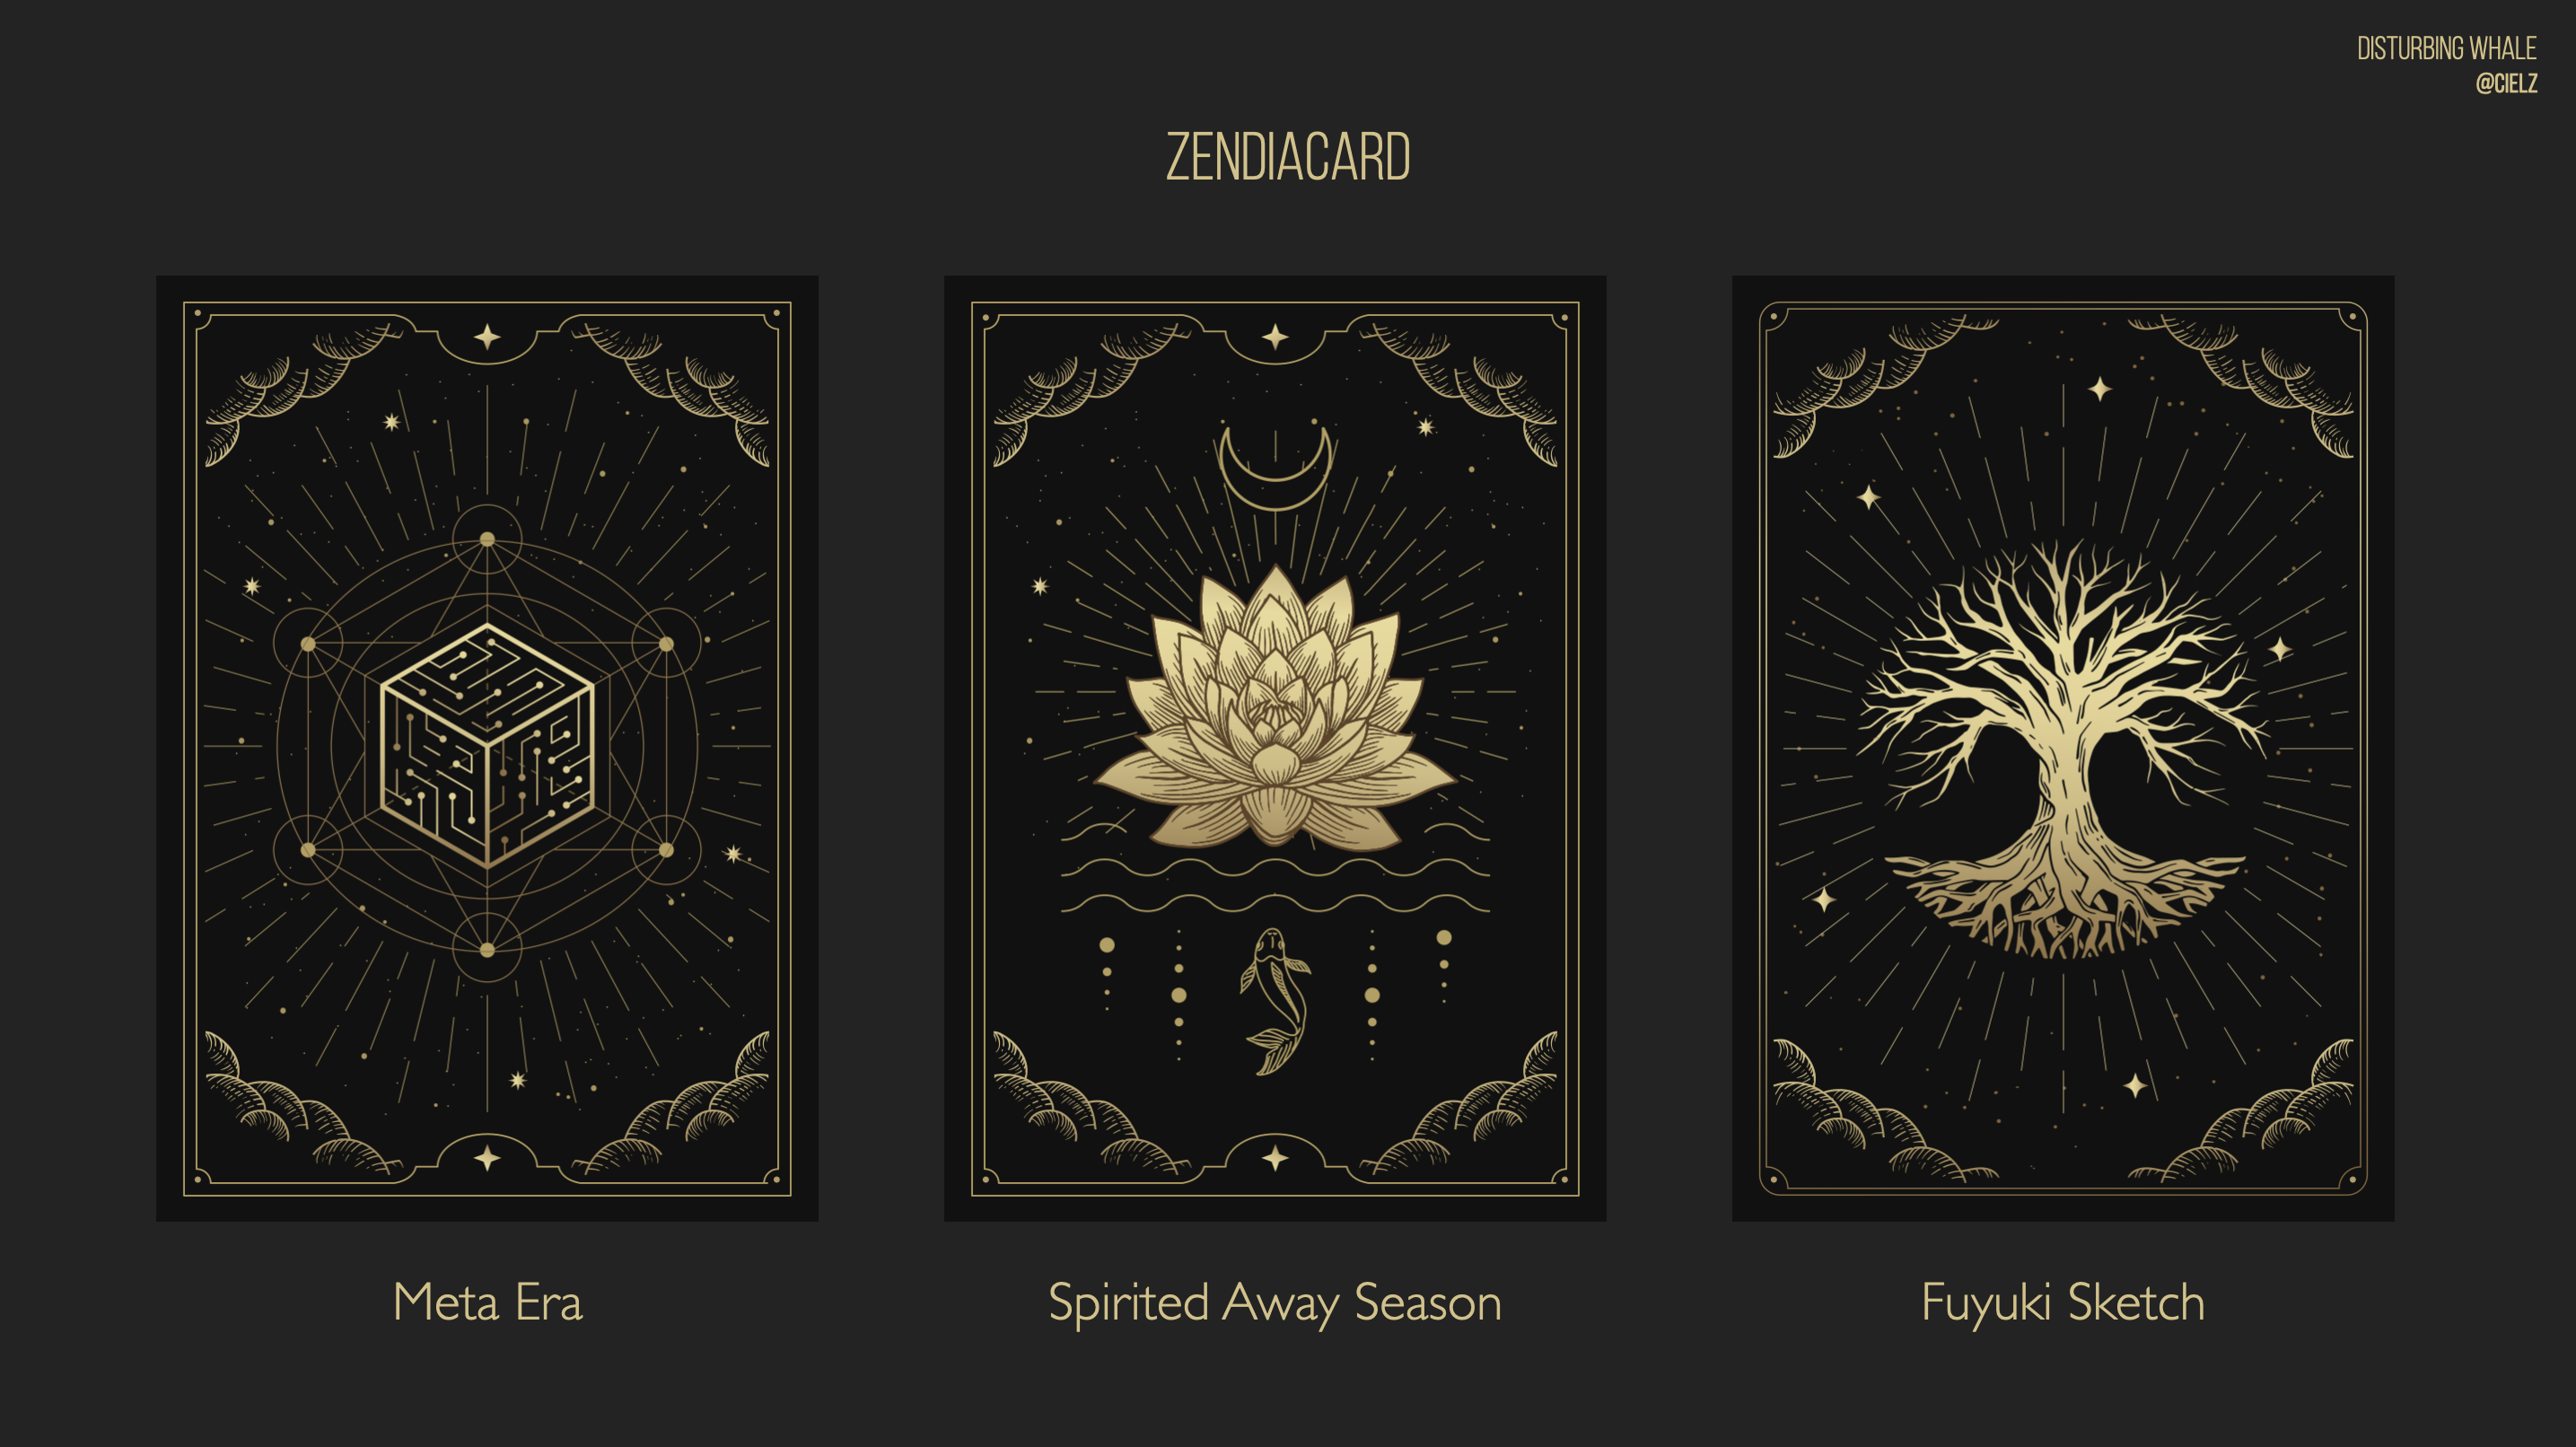 DISTURBING WHALE
@CIELZ
ZENDIACARD
Meta Era
Spirited Away Season
Fuyuki Sketch